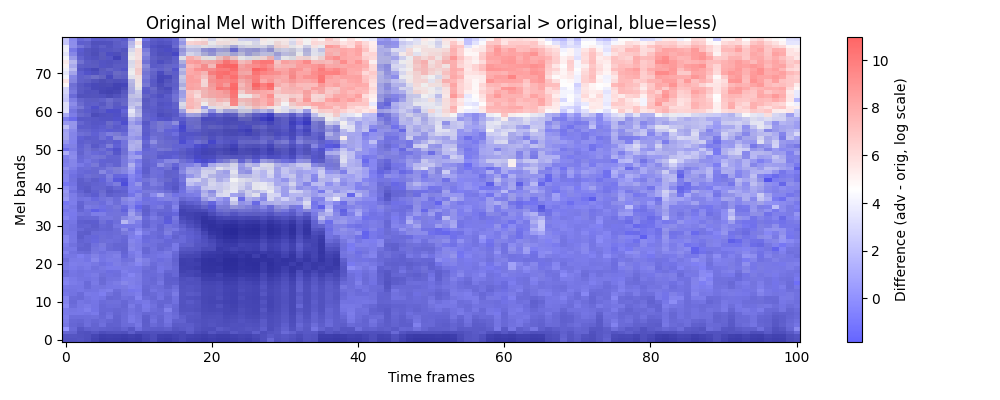 Original Mel with Differences (red=adversarial > original, blue=less)
Mel bands
70
60
50
40
30
20
10
0
0 20 40 60 80 100
Time frames
10
8
6
4
2
0
Difference (adv - orig, log scale)